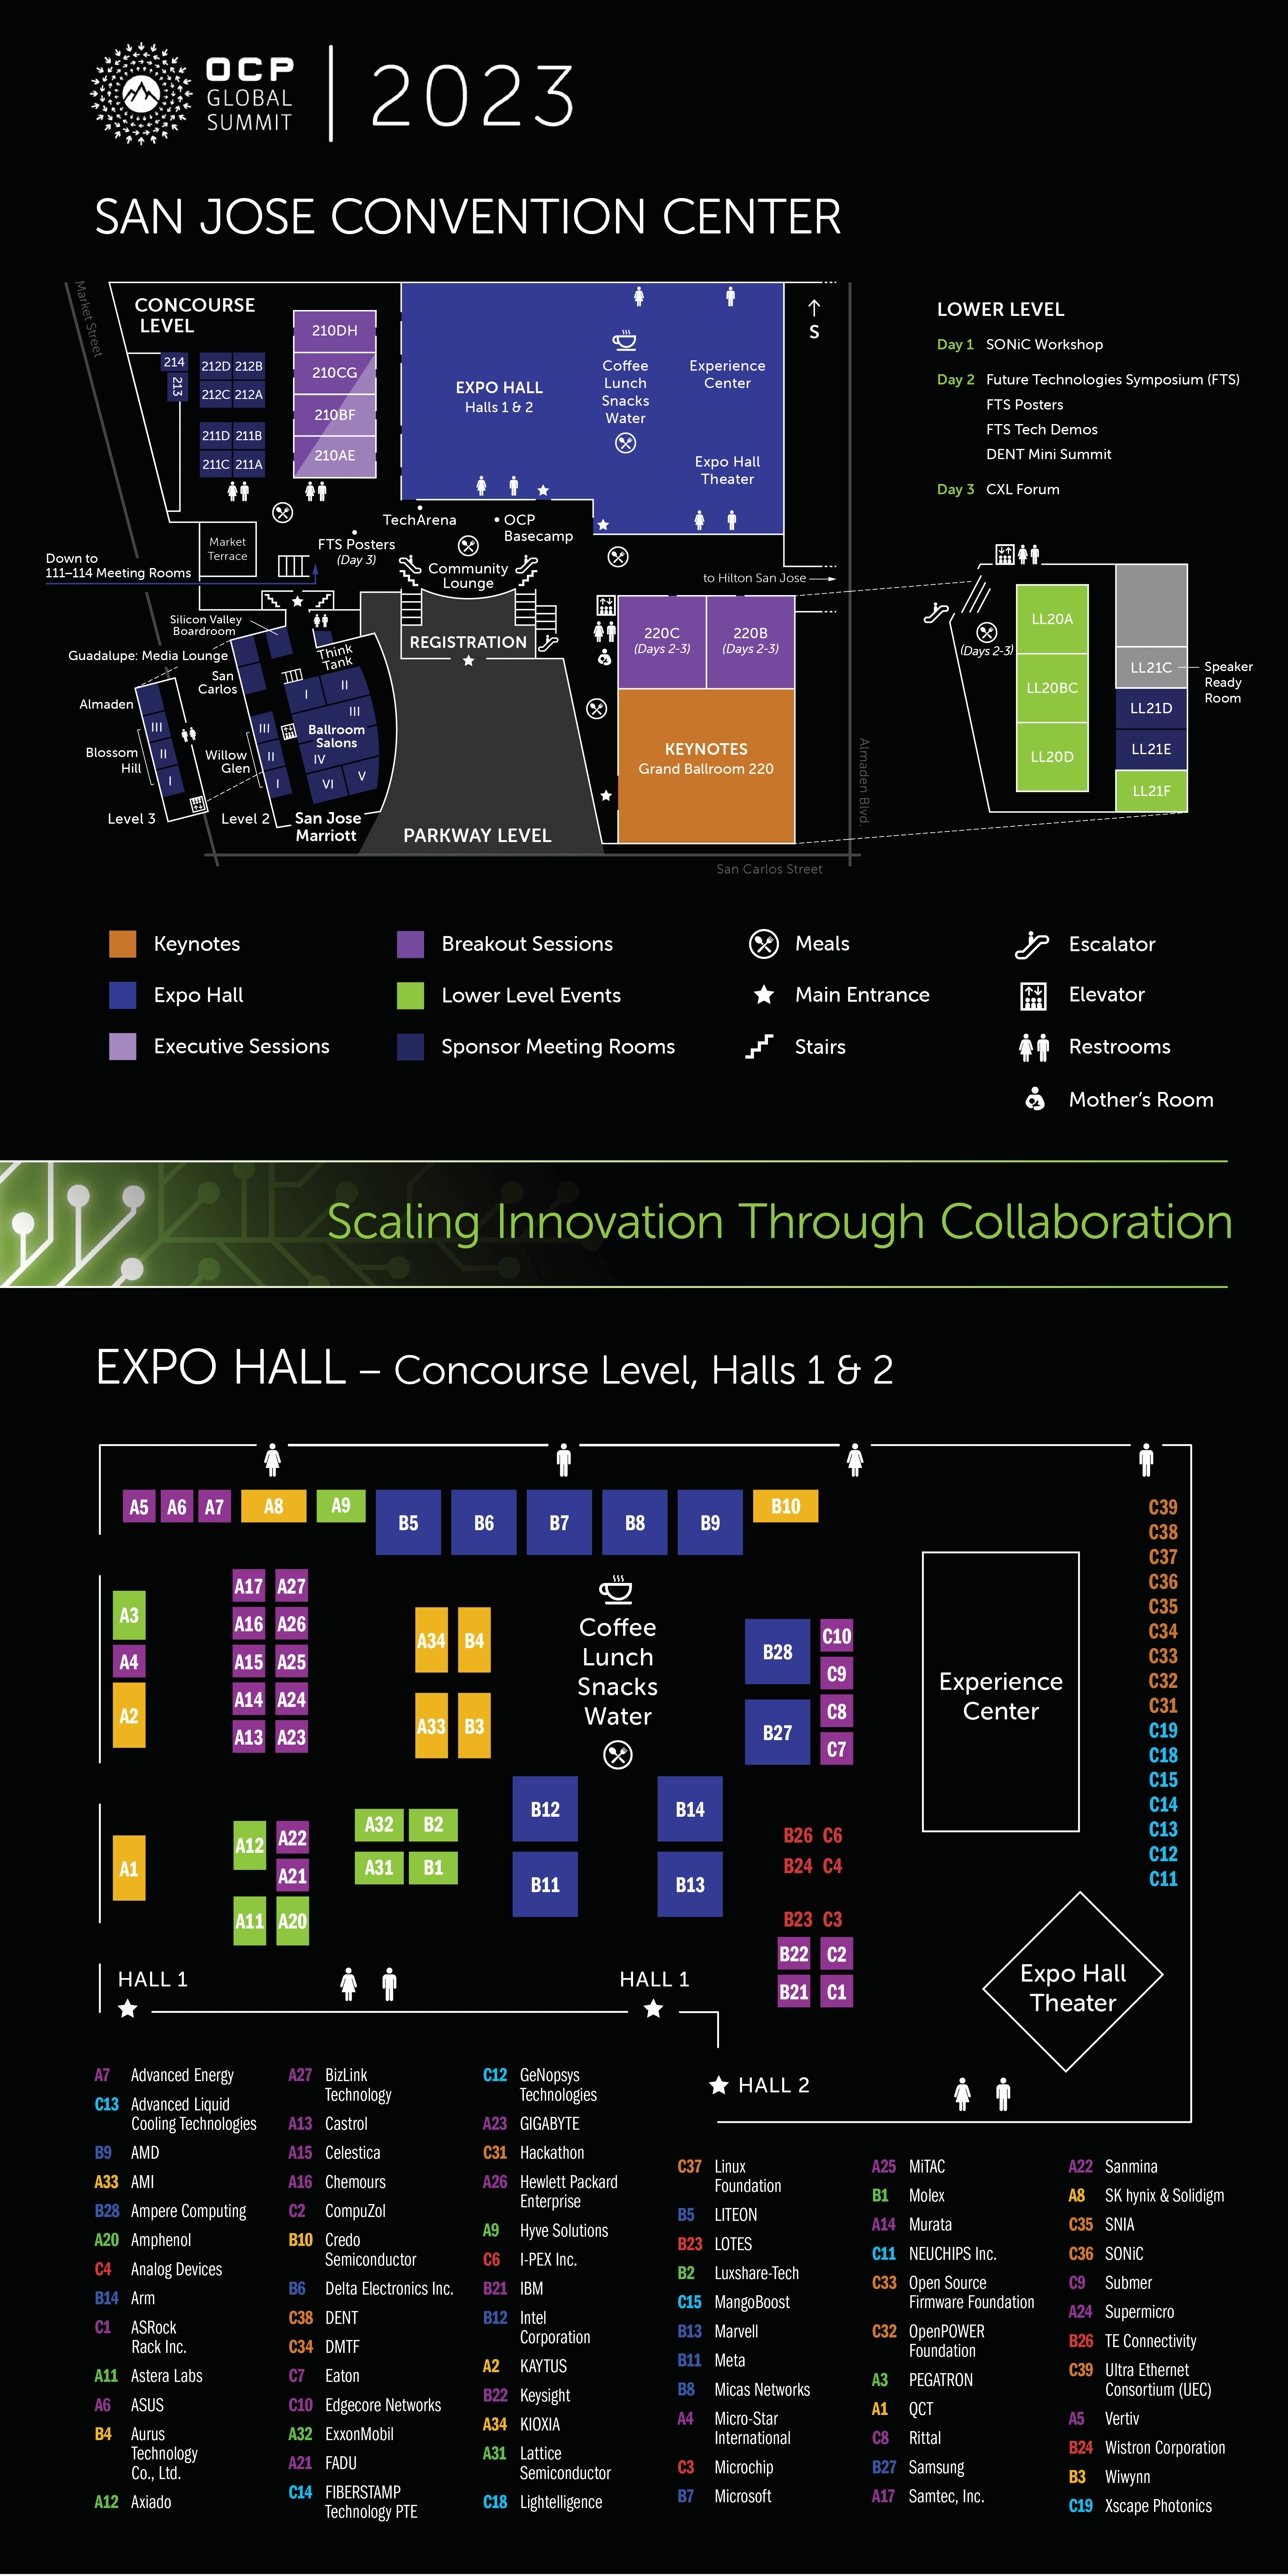 OCP
GLOBAL
SUMMIT
2023
SAN JOSE CONVENTION CENTER
Market Street
CONCOURSE
LEVEL
214
213
212D
212B
212C
212A
211D
211B
211C
211A
210DH
210CG
210BF
210AE
EXPO HALL
Halls 1 & 2
Coffee
Lunch
Snacks
Water
Experience
Center
Expo Hall
Theater
S
TechArena
OCP
Basecamp
FTS Posters
(Day 3)
Community
Lounge
Market
Terrace
Down to
111–114 Meeting Rooms
to Hilton San Jose
Silicon Valley
Boardroom
Guadalupe: Media Lounge
San
Carlos
Think
Tank
Almaden
III
II
I
Blossom
Hill
Level 3
Willow
Glen
III
II
I
Level 2
I
II
III
Ballroom
Salons
IV
V
VI
San Jose
Marriott
REGISTRATION
PARKWAY LEVEL
220C
(Days 2-3)
220B
(Days 2-3)
KEYNOTES
Grand Ballroom 220
Almaden Blvd.
San Carlos Street
LOWER LEVEL
Day 1 SONiC Workshop
Day 2 Future Technologies Symposium (FTS)
FTS Posters
FTS Tech Demos
DENT Mini Summit
Day 3 CXL Forum
(Days 2-3)
LL20A
LL20BC
LL20D
LL21C
LL21D
LL21E
LL21F
Speaker
Ready
Room
Keynotes
Expo Hall
Executive Sessions
Breakout Sessions
Lower Level Events
Sponsor Meeting Rooms
Meals
Main Entrance
Stairs
Escalator
Elevator
Restrooms
Mother's Room
Scaling Innovation Through Collaboration
EXPO HALL – Concourse Level, Halls 1 & 2
A5
A6
A7
A8
A9
B5
B6
B7
B8
B9
B10
A3
A4
A2
A1
A17
A27
A16
A26
A15
A25
A14
A24
A13
A23
A34
B4
A33
B3
Coffee
Lunch
Snacks
Water
B28
B27
C10
C9
C8
C7
Experience
Center
C39
C38
C37
C36
C35
C34
C33
C32
C31
C19
C18
C15
C14
C13
C12
C11
A12
A22
A21
A11
A20
A32
B2
A31
B1
B12
B14
B11
B13
B26
C6
B24
C4
B23
C3
B22
C2
B21
C1
Expo Hall
Theater
HALL 1
HALL 1
HALL 2
A7 Advanced Energy
C13 Advanced Liquid
Cooling Technologies
B9 AMD
A33 AMI
B28 Ampere Computing
A20 Amphenol
C4 Analog Devices
B14 Arm
C1 ASRock
Rack Inc.
A11 Astera Labs
A6 ASUS
B4 Aurus
Technology
Co., Ltd.
A12 Axiado
A27 BizLink
Technology
A13 Castrol
A15 Celestica
A16 Chemours
C2 CompuZol
B10 Credo
Semiconductor
B6 Delta Electronics Inc.
C38 DENT
C34 DMTF
C7 Eaton
C10 Edgecore Networks
A32 ExxonMobil
A21 FADU
C14 FIBERSTAMP
Technology PTE
C12 GeNopsys
Technologies
A23 GIGABYTE
C31 Hackathon
A26 Hewlett Packard
Enterprise
A9 Hyve Solutions
C6 I-PEX Inc.
B21 IBM
B12 Intel
Corporation
A2 KAYTUS
B22 Keysight
A34 KIOXIA
A31 Lattice
Semiconductor
C18 Lightelligence
C37 Linux
Foundation
B5 LITEON
B23 LOTES
B2 Luxshare-Tech
C15 MangoBoost
B13 Marvell
B11 Meta
B8 Micas Networks
A4 Micro-Star
International
C3 Microchip
B7 Microsoft
A25 MiTAC
B1 Molex
A14 Murata
C11 NEUCHIPS Inc.
C33 Open Source
Firmware Foundation
C32 OpenPOWER
Foundation
A3 PEGATRON
A1 QCT
C8 Rittal
B27 Samsung
A17 Samtec, Inc.
A22 Sanmina
A8 SK hynix & Solidigm
C35 SNIA
C36 SONiC
C9 Submer
A24 Supermicro
B26 TE Connectivity
C39 Ultra Ethernet
Consortium (UEC)
A5 Vertiv
B24 Wistron Corporation
B3 Wiwynn
C19 Xscape Photonics